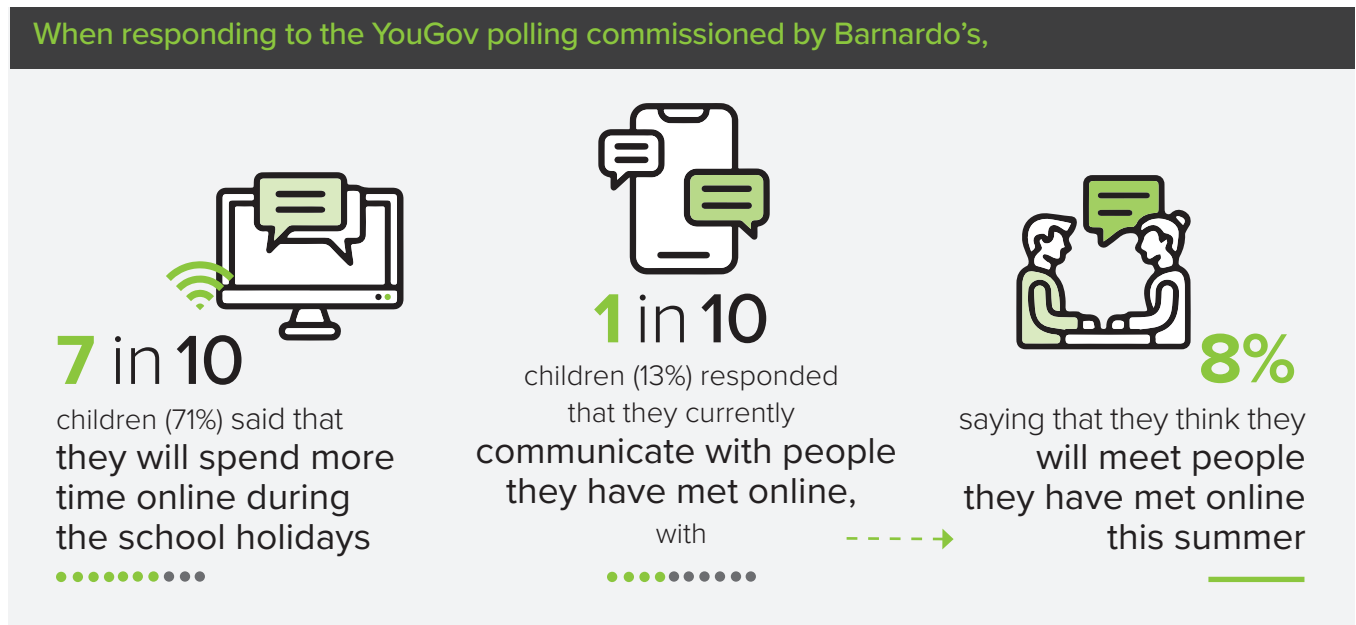 When responding to the YouGov polling commissioned by Barnardo’s,
7 in 10
children (71%) said that
they will spend more
time online during
the school holidays
1 in 10
children (13%) responded
that they currently
communicate with people
they have met online,
with
8%
saying that they think they
will meet people
they have met online
this summer